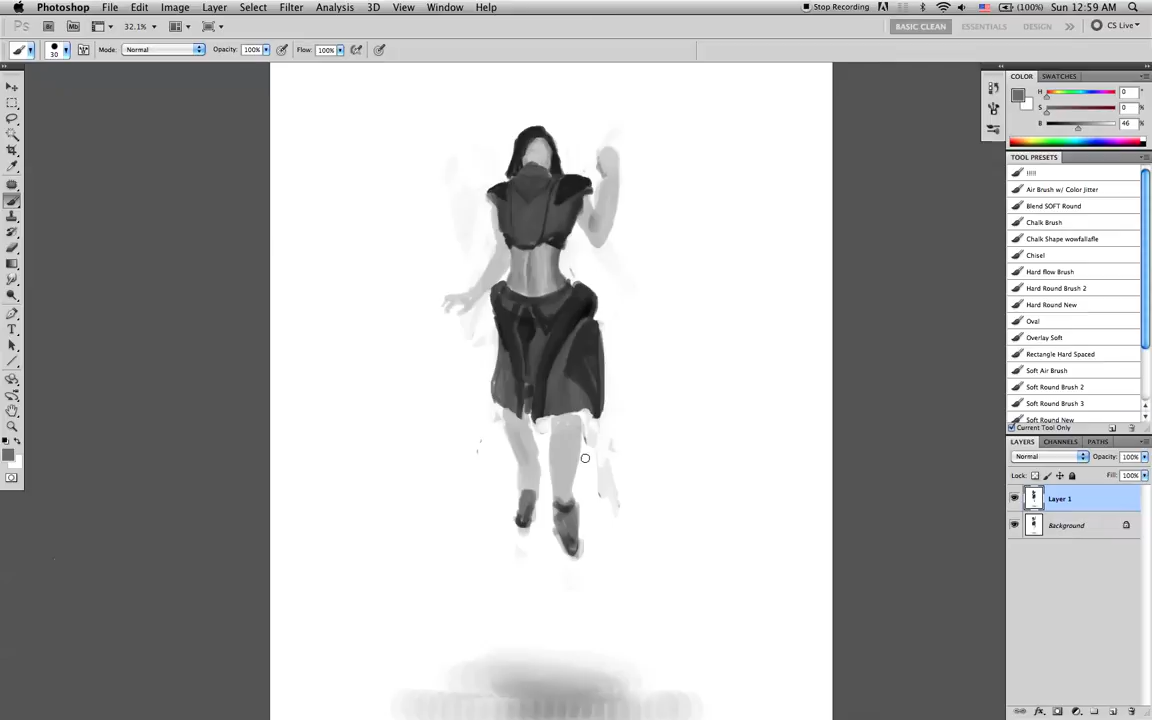 Photoshop File Edit Image Layer Select Filter Analysis 3D View Window Help Stop Recording (100%) Sun 12:59 AM
Ps Br Mb 32.1% BASIC CLEAN ESSENTIALS DESIGN CS Live
30 Mode: Normal Opacity: 100% Flow: 100%
COLOR SWATCHES
H 0 °
S 0 %
B 46 %
TOOL PRESETS
!!!!!
Air Brush w/ Color Jitter
Blend SOFT Round
Chalk Brush
Chalk Shape wowfallafle
Chisel
Hard flow Brush
Hard Round Brush 2
Hard Round New
Oval
Overlay Soft
Rectangle Hard Spaced
Soft Air Brush
Soft Round Brush 2
Soft Round Brush 3
Soft Round New
Current Tool Only
LAYERS CHANNELS PATHS
Normal Opacity: 100%
Lock: Fill: 100%
Layer 1
Background